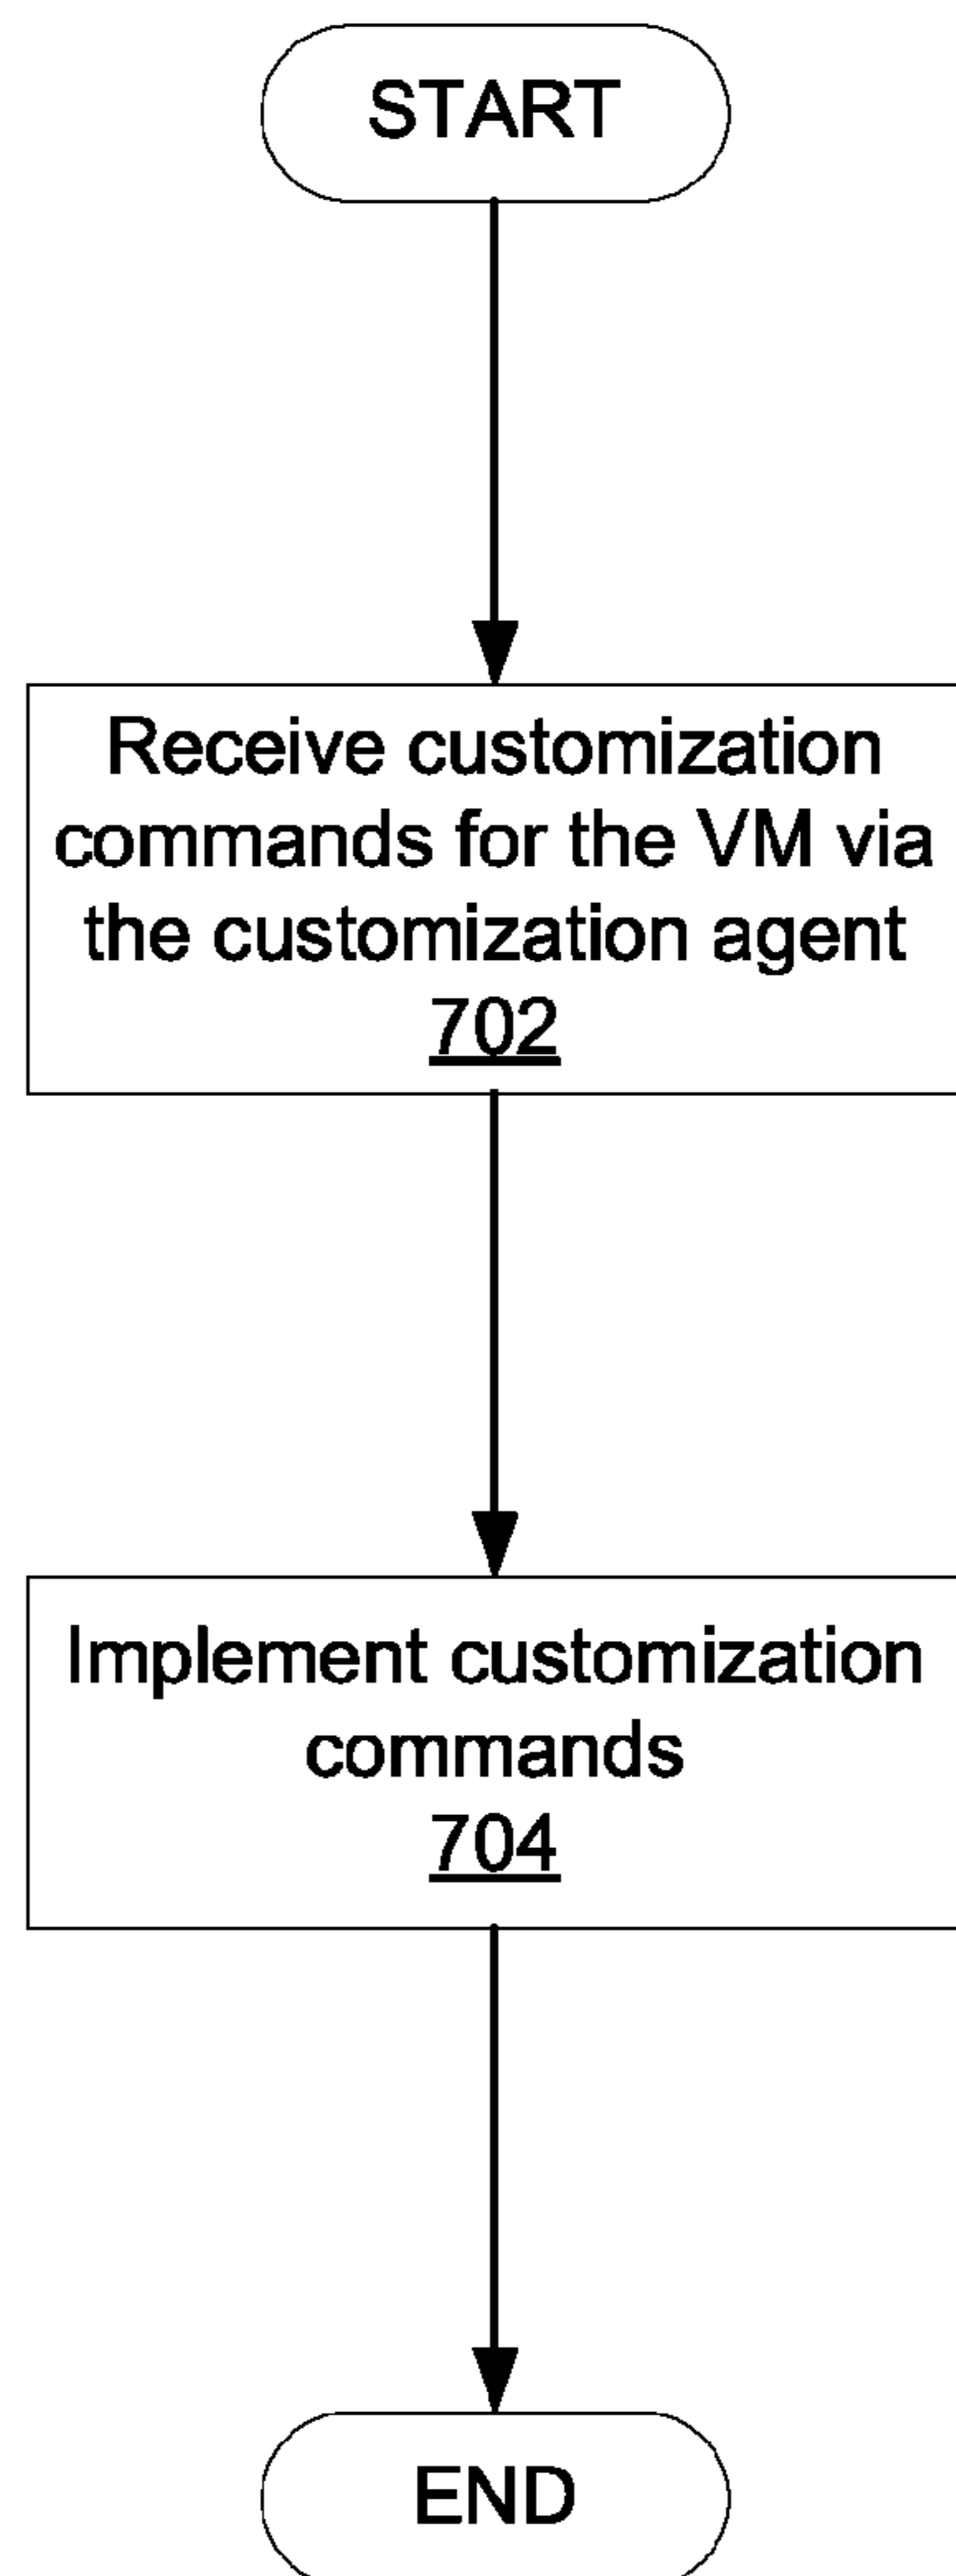 START
Receive customization
commands for the VM via
the customization agent
702
Implement customization
commands
704
END